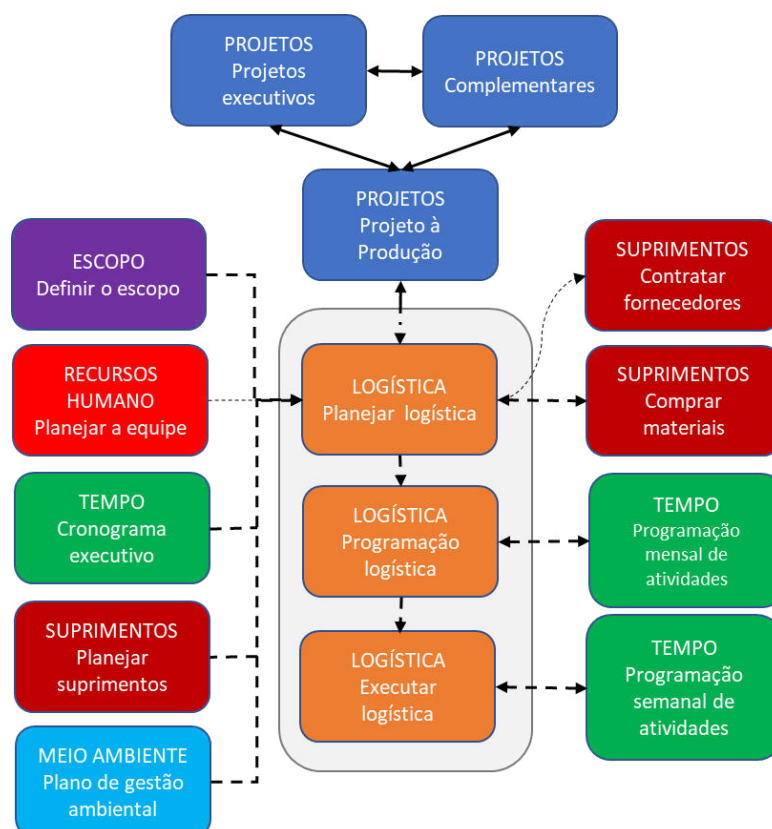 PROJETOS
Projetos
executivos
PROJETOS
Complementares
PROJETOS
Projeto à
Produção
ESCOPO
Definir o escopo
RECURSOS
HUMANO
Planejar a equipe
TEMPO
Cronograma
executivo
SUPRIMENTOS
Planejar
suprimentos
MEIO AMBIENTE
Plano de gestão
ambiental
LOGÍSTICA
Planejar logística
LOGÍSTICA
Programação
logística
LOGÍSTICA
Executar
logística
SUPRIMENTOS
Contratar
fornecedores
SUPRIMENTOS
Comprar
materiais
TEMPO
Programação
mensal de
atividades
TEMPO
Programação
semanal de
atividades